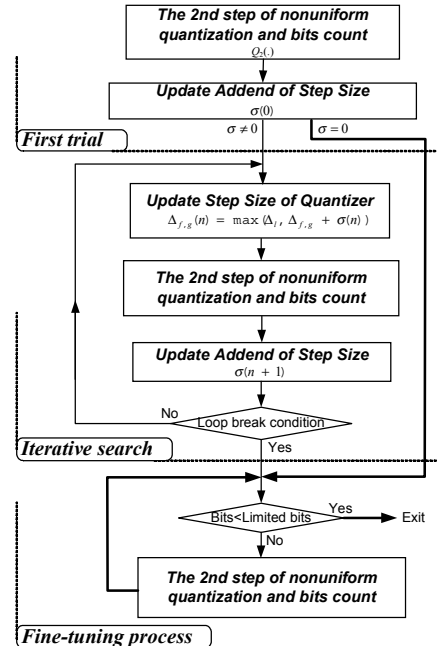 The 2nd step of nonuniform
quantization and bits count
Q₂(.)
Update Addend of Step Size
σ(0)
σ ≠ 0
σ = 0
First trial
Update Step Size of Quantizer
Δ_{f,g}(n) = max(Δ_l, Δ_{f,g} + σ(n))
The 2nd step of nonuniform
quantization and bits count
Update Addend of Step Size
σ(n + 1)
No
Loop break condition
Iterative search
Yes
Bits<Limited bits
Yes
Exit
No
The 2nd step of nonuniform
quantization and bits count
Fine-tuning process